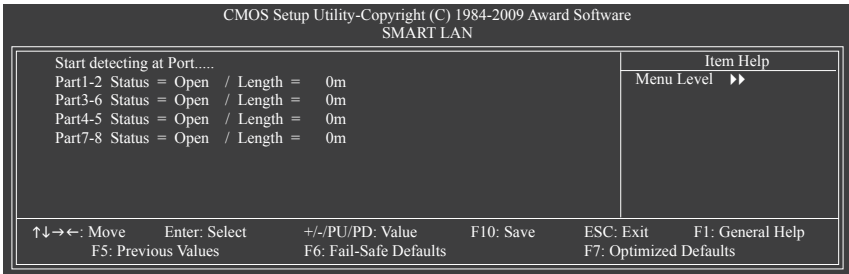 CMOS Setup Utility-Copyright (C) 1984-2009 Award Software
SMART LAN
Start detecting at Port.....
Part1-2 Status = Open / Length = 0m
Part3-6 Status = Open / Length = 0m
Part4-5 Status = Open / Length = 0m
Part7-8 Status = Open / Length = 0m
Item Help
Menu Level ▶▶
↑↓→←: Move Enter: Select +/-/PU/PD: Value F10: Save ESC: Exit F1: General Help
F5: Previous Values F6: Fail-Safe Defaults F7: Optimized Defaults